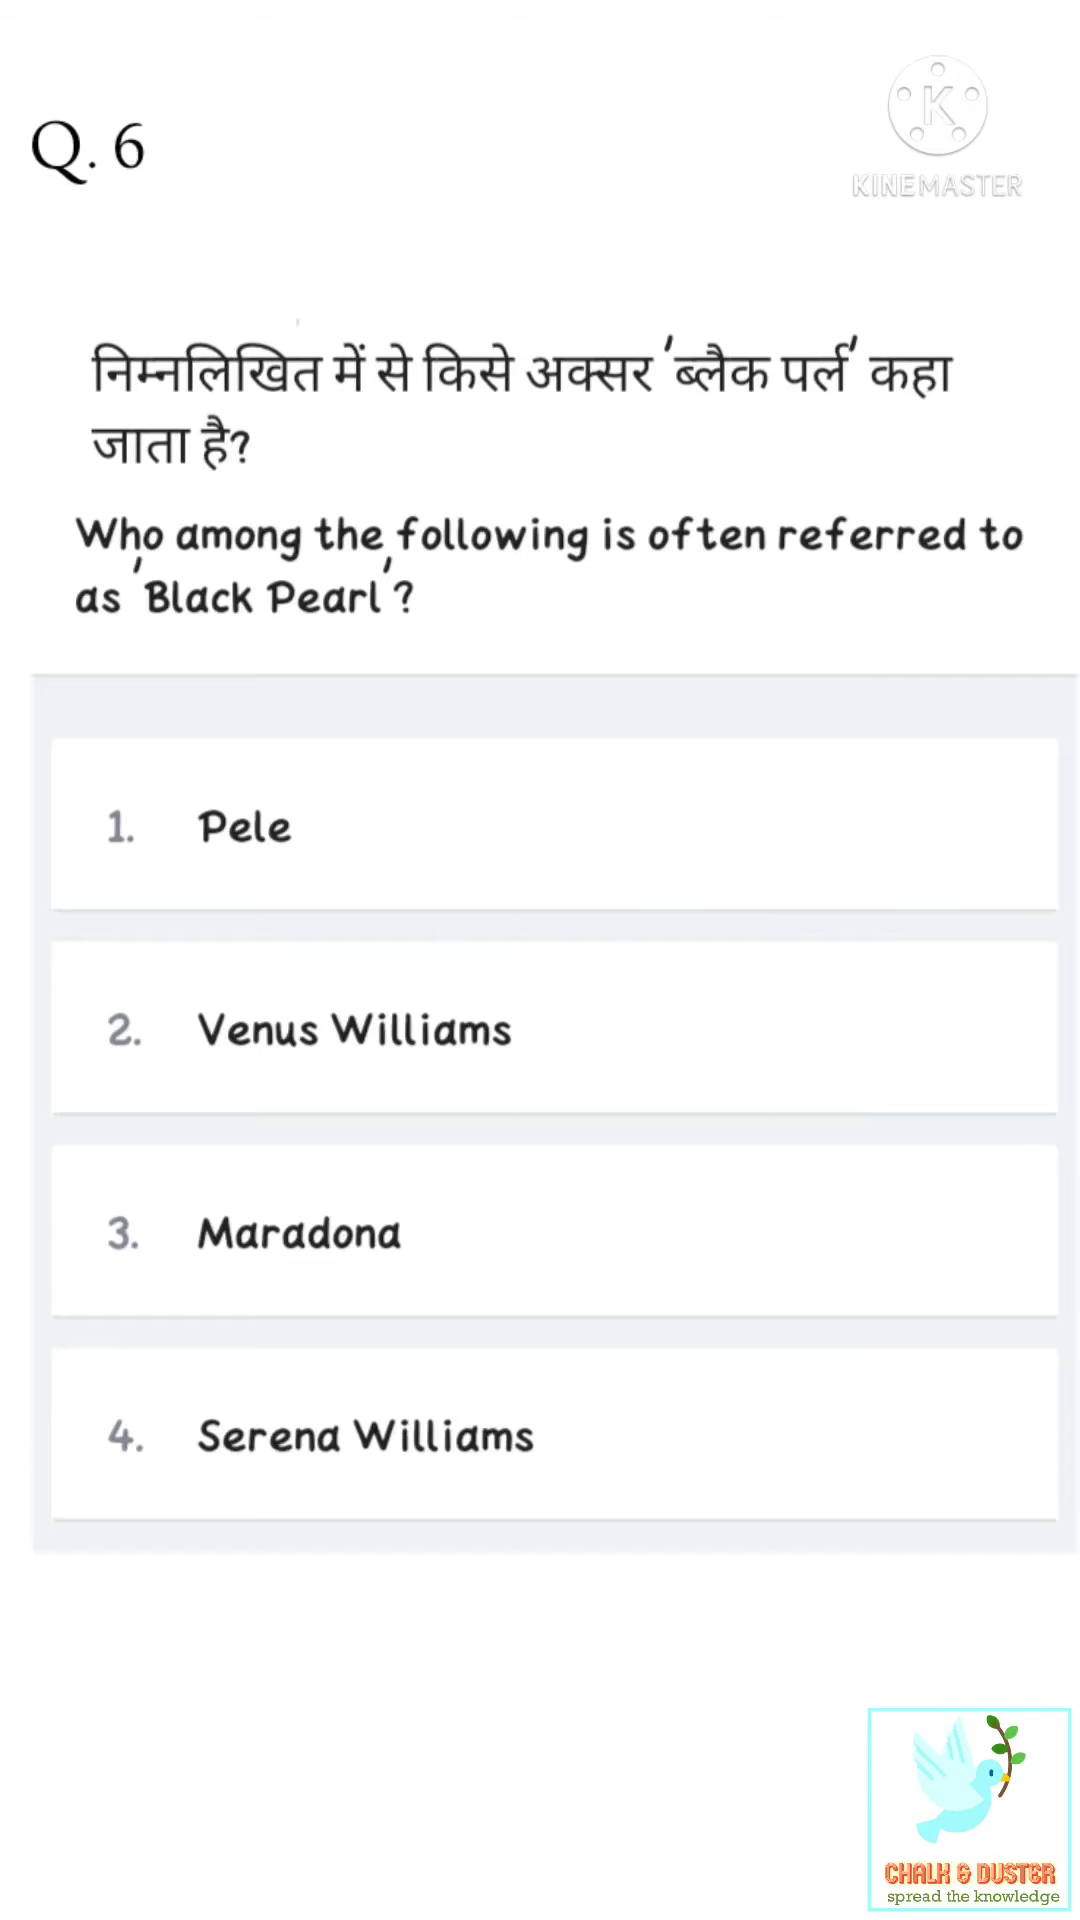 Q. 6
K
KINEMASTER
निम्नलिखित में से किसे अक्सर 'ब्लैक पर्ल' कहा
जाता है?
Who among the following is often referred to
as 'Black Pearl'?
1. Pele
2. Venus Williams
3. Maradona
4. Serena Williams
CHALK & DUSTER
spread the knowledge